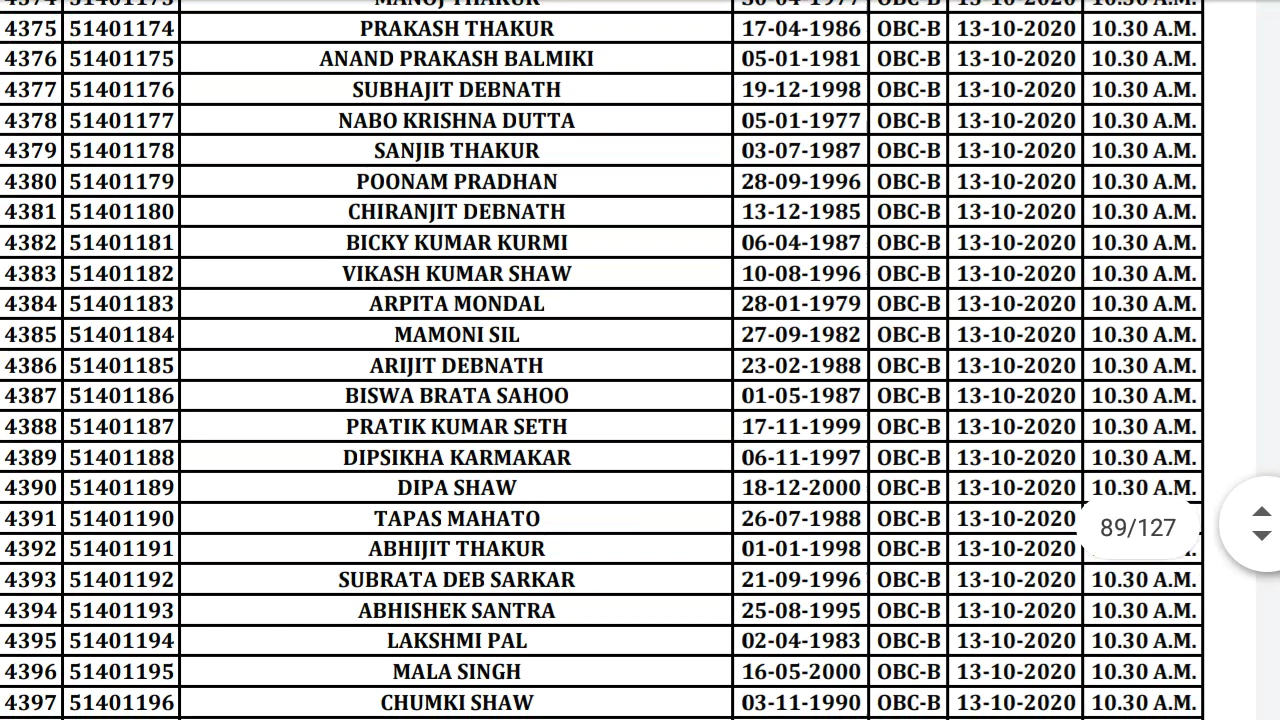 4374 51401173 MANOJ THAKUR 30-04-1977 OBC-B 13-10-2020 10.30 A.M.
4375 51401174 PRAKASH THAKUR 17-04-1986 OBC-B 13-10-2020 10.30 A.M.
4376 51401175 ANAND PRAKASH BALMIKI 05-01-1981 OBC-B 13-10-2020 10.30 A.M.
4377 51401176 SUBHAJIT DEBNATH 19-12-1998 OBC-B 13-10-2020 10.30 A.M.
4378 51401177 NABO KRISHNA DUTTA 05-01-1977 OBC-B 13-10-2020 10.30 A.M.
4379 51401178 SANJIB THAKUR 03-07-1987 OBC-B 13-10-2020 10.30 A.M.
4380 51401179 POONAM PRADHAN 28-09-1996 OBC-B 13-10-2020 10.30 A.M.
4381 51401180 CHIRANJIT DEBNATH 13-12-1985 OBC-B 13-10-2020 10.30 A.M.
4382 51401181 BICKY KUMAR KURMI 06-04-1987 OBC-B 13-10-2020 10.30 A.M.
4383 51401182 VIKASH KUMAR SHAW 10-08-1996 OBC-B 13-10-2020 10.30 A.M.
4384 51401183 ARPITA MONDAL 28-01-1979 OBC-B 13-10-2020 10.30 A.M.
4385 51401184 MAMONI SIL 27-09-1982 OBC-B 13-10-2020 10.30 A.M.
4386 51401185 ARIJIT DEBNATH 23-02-1988 OBC-B 13-10-2020 10.30 A.M.
4387 51401186 BISWA BRATA SAHOO 01-05-1987 OBC-B 13-10-2020 10.30 A.M.
4388 51401187 PRATIK KUMAR SETH 17-11-1999 OBC-B 13-10-2020 10.30 A.M.
4389 51401188 DIPSIKHA KARMAKAR 06-11-1997 OBC-B 13-10-2020 10.30 A.M.
4390 51401189 DIPA SHAW 18-12-2000 OBC-B 13-10-2020 10.30 A.M.
4391 51401190 TAPAS MAHATO 26-07-1988 OBC-B 13-10-2020
89/127
4392 51401191 ABHIJIT THAKUR 01-01-1998 OBC-B 13-10-2020
4393 51401192 SUBRATA DEB SARKAR 21-09-1996 OBC-B 13-10-2020 10.30 A.M.
4394 51401193 ABHISHEK SANTRA 25-08-1995 OBC-B 13-10-2020 10.30 A.M.
4395 51401194 LAKSHMI PAL 02-04-1983 OBC-B 13-10-2020 10.30 A.M.
4396 51401195 MALA SINGH 16-05-2000 OBC-B 13-10-2020 10.30 A.M.
4397 51401196 CHUMKI SHAW 03-11-1990 OBC-B 13-10-2020 10.30 A.M.